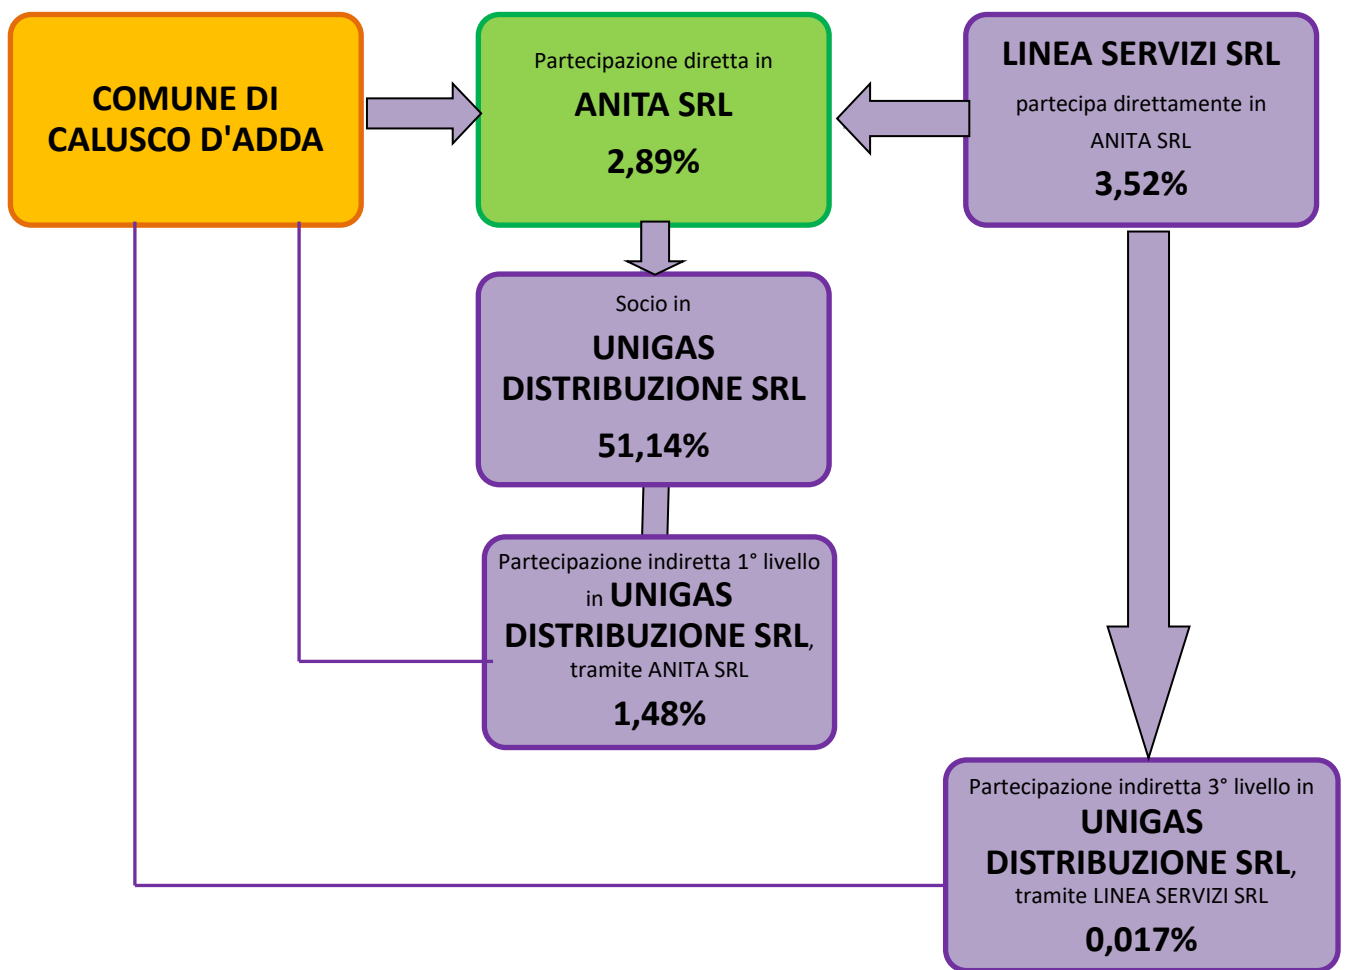 COMUNE DI
CALUSCO D'ADDA
Partecipazione diretta in
ANITA SRL
2,89%
LINEA SERVIZI SRL
partecipa direttamente in
ANITA SRL
3,52%
Socio in
UNIGAS
DISTRIBUZIONE SRL
51,14%
Partecipazione indiretta 1° livello
in UNIGAS
DISTRIBUZIONE SRL,
tramite ANITA SRL
1,48%
Partecipazione indiretta 3° livello in
UNIGAS
DISTRIBUZIONE SRL,
tramite LINEA SERVIZI SRL
0,017%